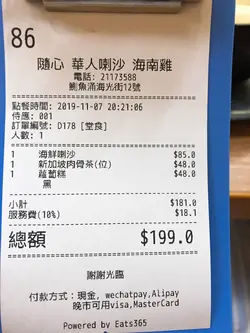 86
隨心 華人喇沙 海南雞
電話: 21173588
鰂魚涌海光街12號
點餐時間: 2019-11-07 20:21:06
侍應: 001
訂單編號: D178 [堂食]
人數: 1
1 海鮮喇沙 $85.0
1 新加坡肉骨茶(位) $48.0
1 蘿蔔糕 $48.0
黑
小計 $181.0
服務費(10%) $18.1
總額 $199.0
謝謝光臨
付款方式：現金, wechatpay,Alipay
晚市可用visa,MasterCard
Powered by Eats365